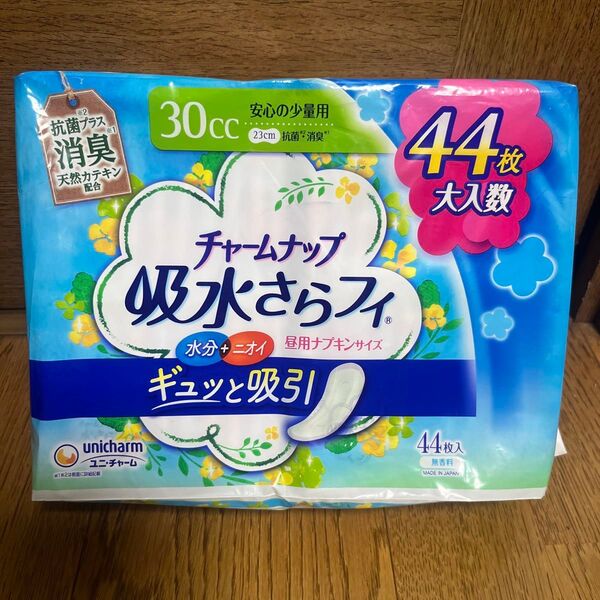 抗菌プラス※2
消臭※1
天然カテキン
配合
30cc
安心の少量用
23cm 抗菌※2・消臭※1
44枚
大入数
チャームナップ
吸水さらフィ®
水分+ニオイ
昼用ナプキンサイズ
ギュッと吸引
unicharm
ユニ・チャーム
44枚入
無香料
MADE IN JAPAN